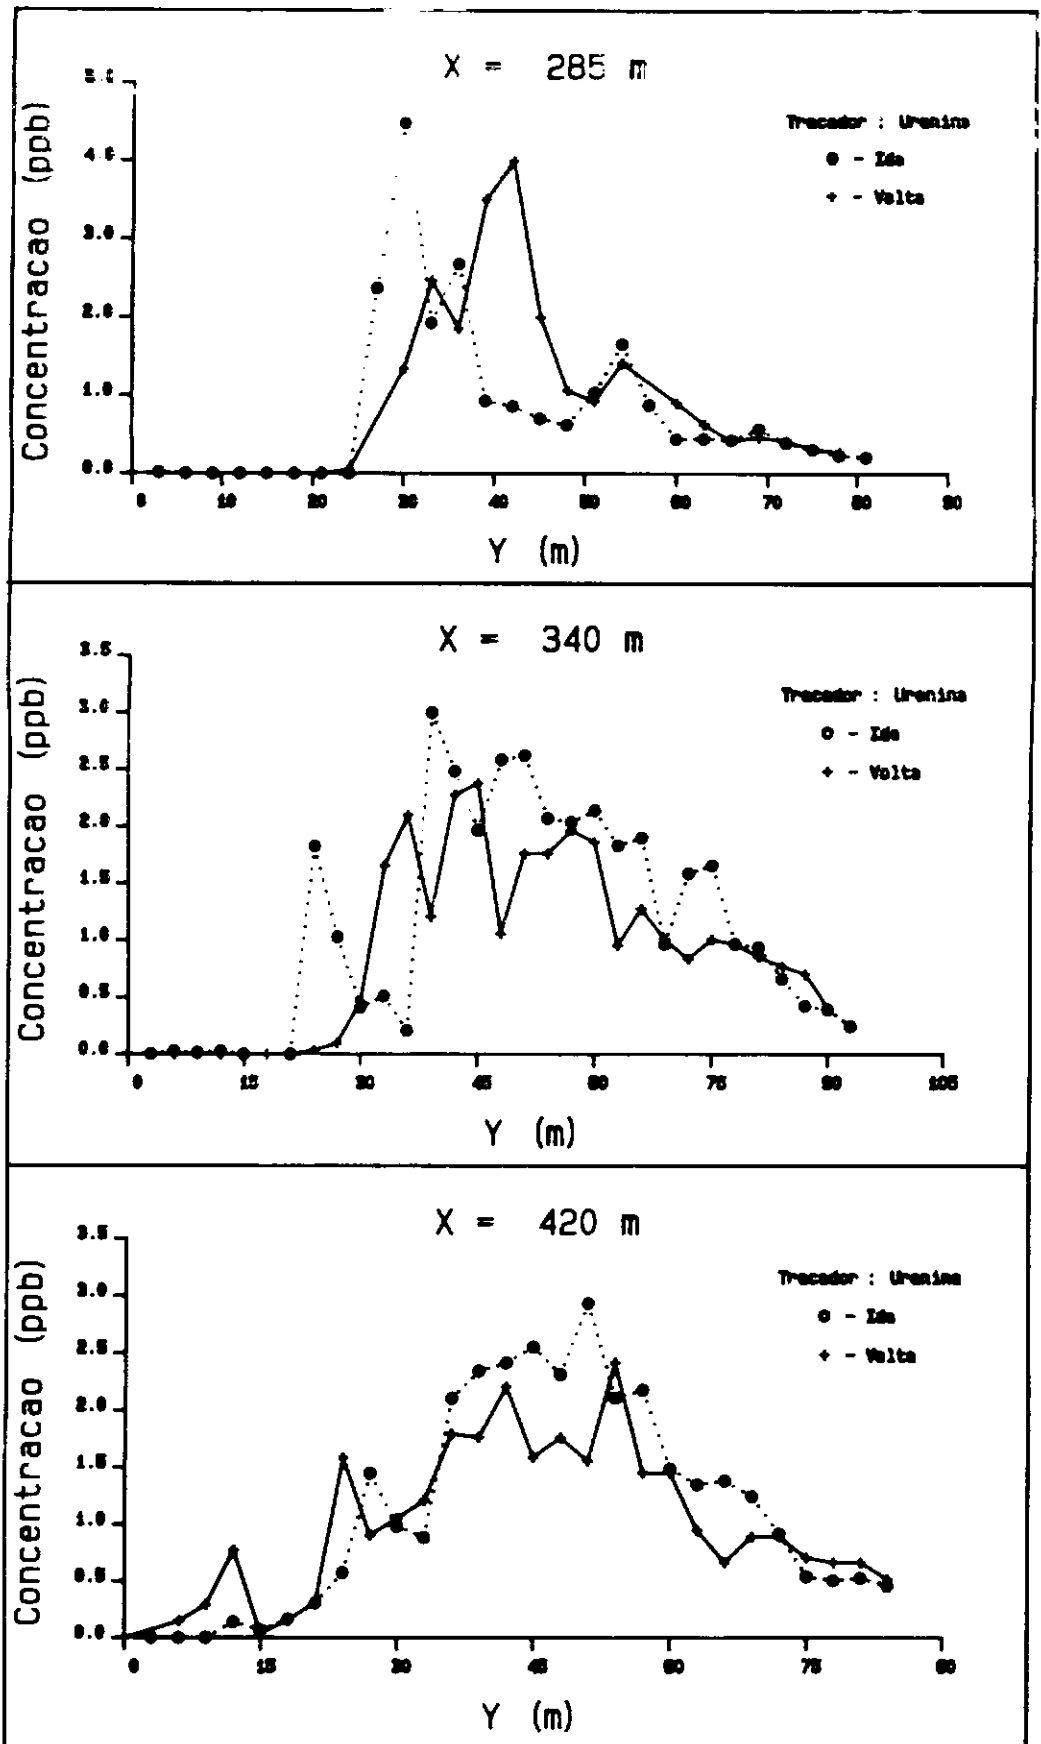 X = 285 m
Concentracao (ppb)
Tracador : Uranina
- Ida
- Volta
4.0
3.0
2.0
1.0
0.0
0 10 20 30 40 50 60 70 80 90
Y (m)
X = 340 m
Concentracao (ppb)
Tracador : Uranina
- Ida
- Volta
3.5
3.0
2.5
2.0
1.5
1.0
0.5
0.0
0 15 30 45 60 75 90 105
Y (m)
X = 420 m
Concentracao (ppb)
Tracador : Uranina
- Ida
- Volta
3.5
3.0
2.5
2.0
1.5
1.0
0.5
0.0
0 15 30 45 60 75 90
Y (m)